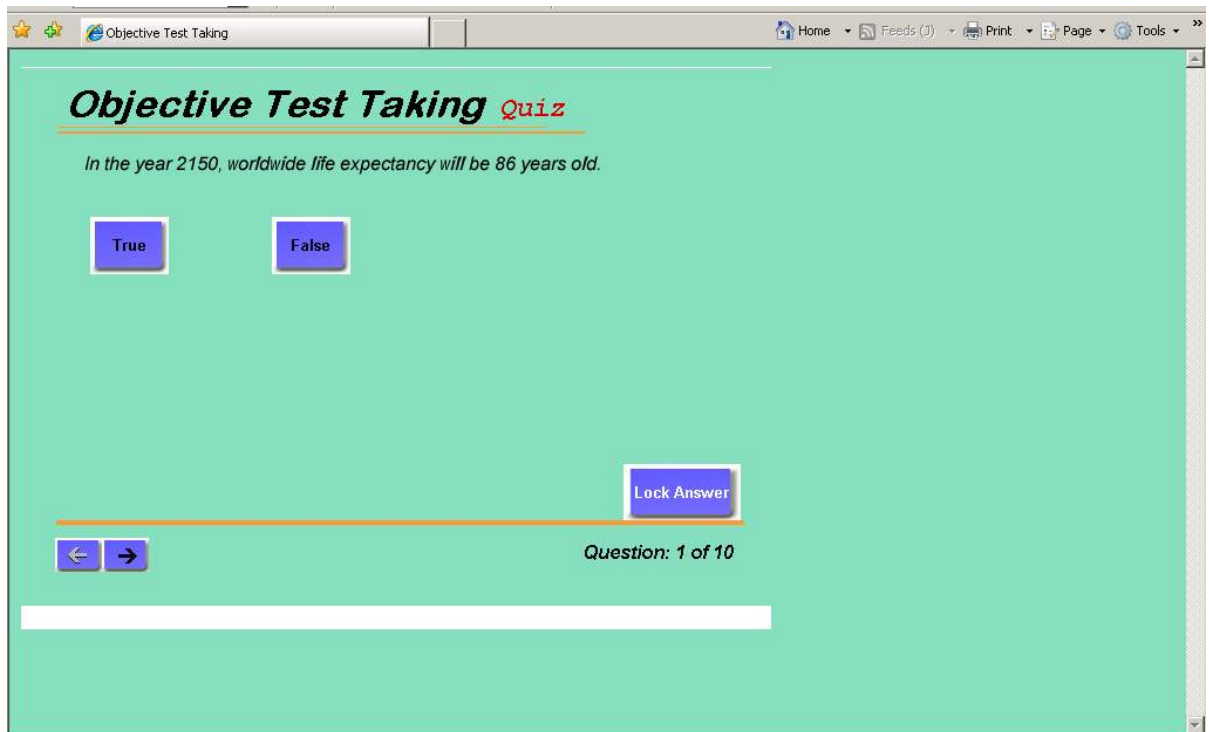 Objective Test Taking
Home Feeds (J) Print Page Tools »
Objective Test Taking Quiz
In the year 2150, worldwide life expectancy will be 86 years old.
True False
Lock Answer
Question: 1 of 10